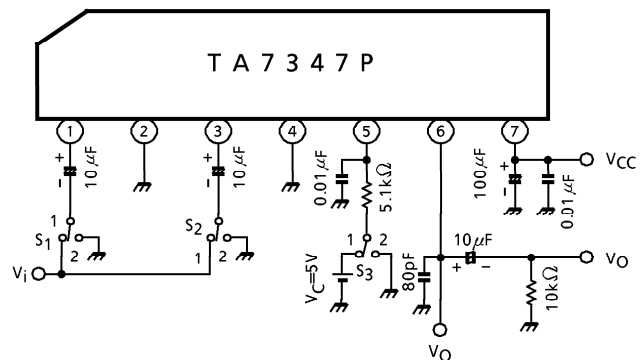 TA7347P
1 2 3 4 5 6 7
+ 10μF -
+ 10μF -
0.01μF
5.1kΩ
100μF + -
0.01μF
VCC
1 S1 2
S2 1 2
1 2 S3
VC=5V
80pF
10μF + -
10kΩ
VO
Vi
VO